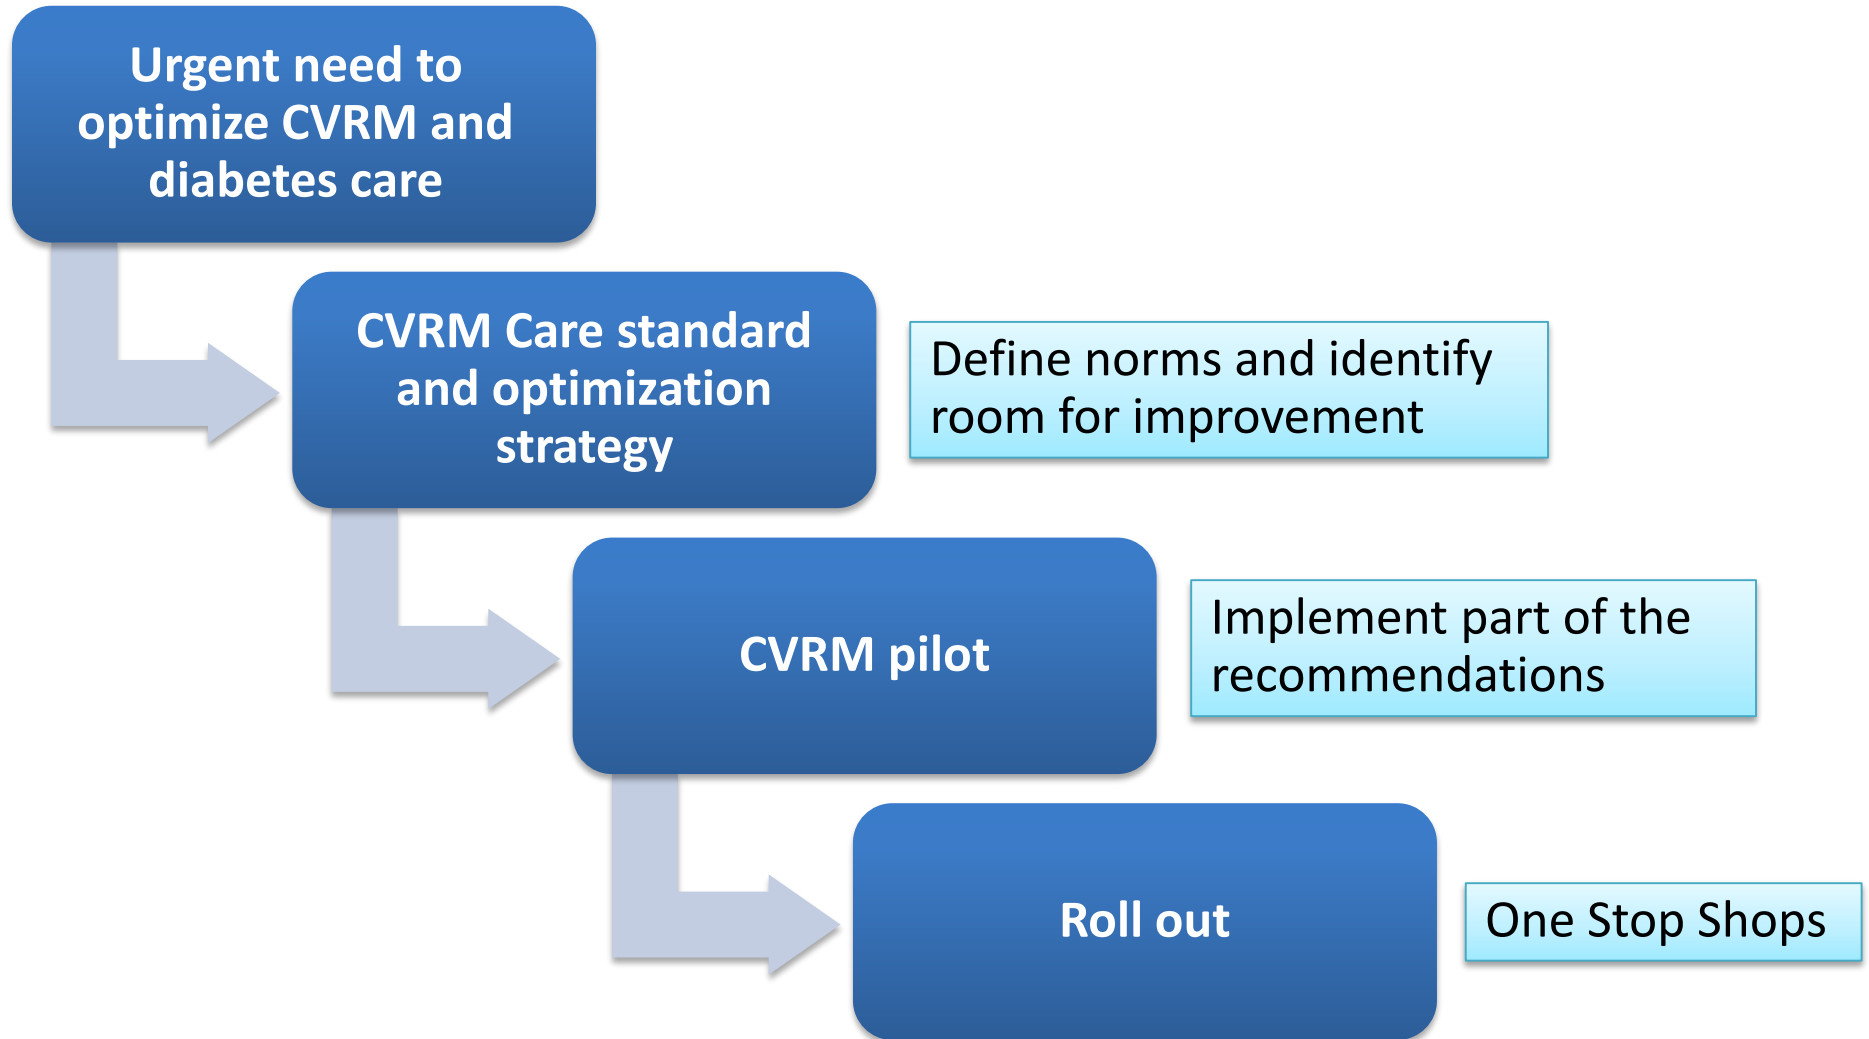 Urgent need to
optimize CVRM and
diabetes care
CVRM Care standard
and optimization
strategy
Define norms and identify
room for improvement
CVRM pilot
Implement part of the
recommendations
Roll out
One Stop Shops